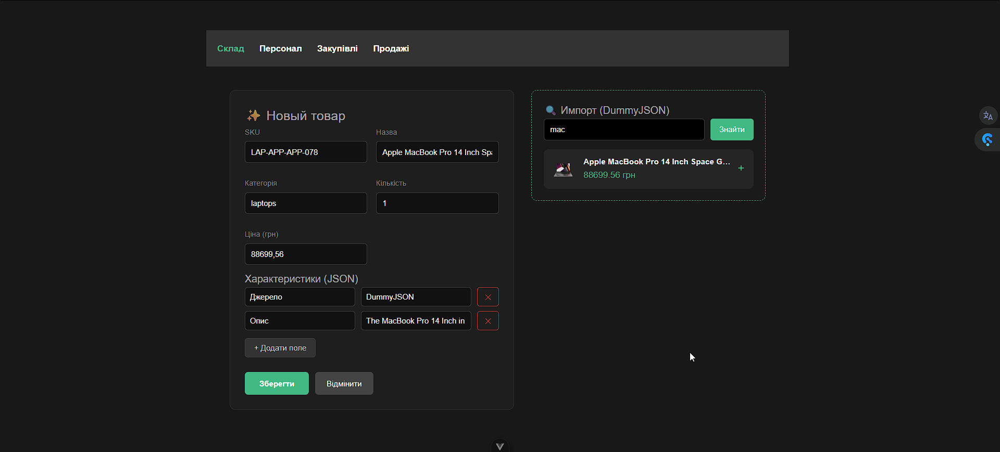 Склад Персонал Закупівлі Продажі
Новый товар
SKU Назва
LAP-APP-APP-078 Apple MacBook Pro 14 Inch Spa
Категорія Кількість
laptops 1
Ціна (грн)
88699,56
Характеристики (JSON)
Джерело DummyJSON
Опис The MacBook Pro 14 Inch in
+ Додати поле
Зберегти Відмінити
Импорт (DummyJSON)
mac Знайти
Apple MacBook Pro 14 Inch Space G...
88699.56 грн
+